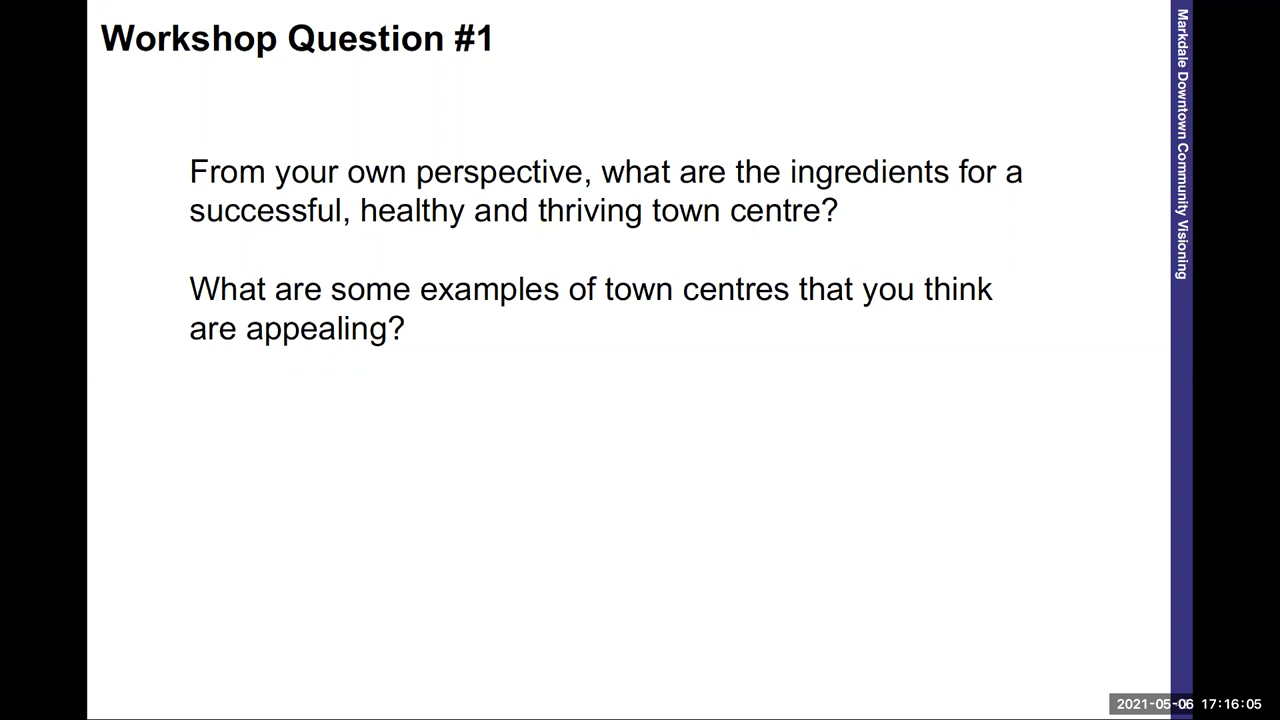 Workshop Question #1
From your own perspective, what are the ingredients for a
successful, healthy and thriving town centre?
What are some examples of town centres that you think
are appealing?
Markdale Downtown Community Visioning
2021-05-06 17:16:05